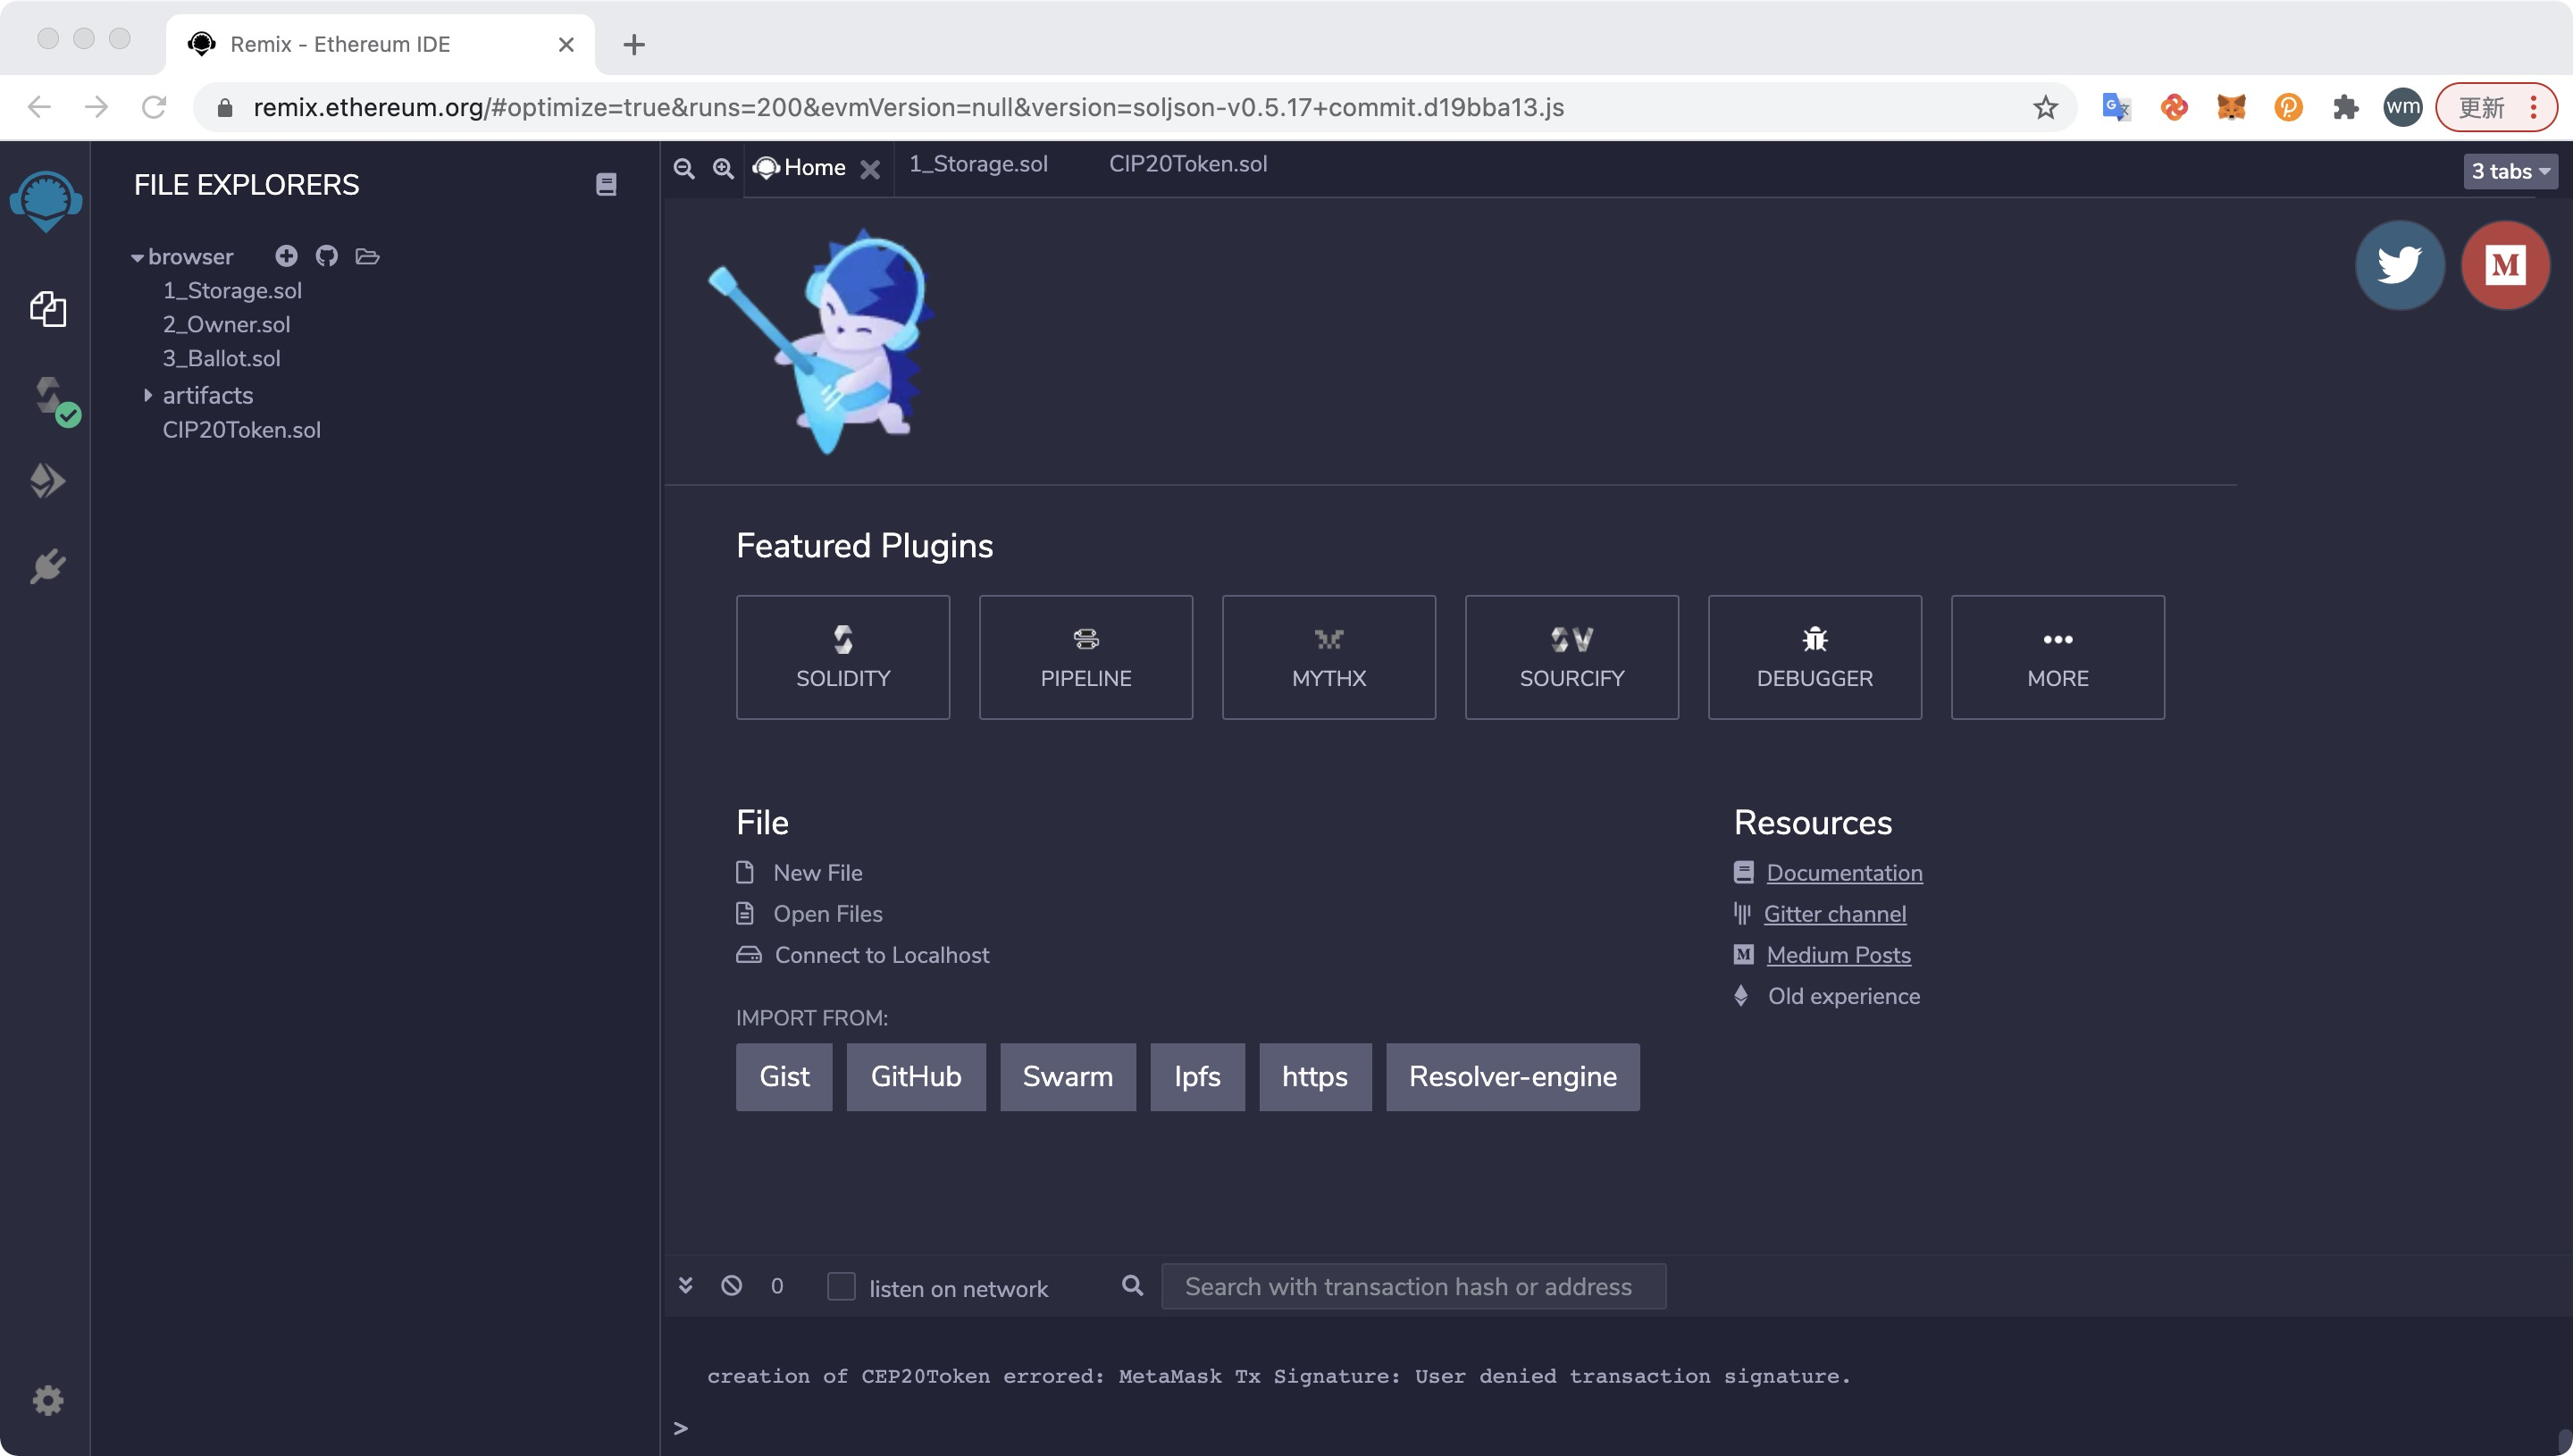 Remix - Ethereum IDE
remix.ethereum.org/#optimize=true&runs=200&evmVersion=null&version=soljson-v0.5.17+commit.d19bba13.js
wm
更新
FILE EXPLORERS
Home
1_Storage.sol
CIP20Token.sol
3 tabs
browser
1_Storage.sol
2_Owner.sol
3_Ballot.sol
artifacts
CIP20Token.sol
Featured Plugins
SOLIDITY
PIPELINE
MYTHX
SOURCIFY
DEBUGGER
MORE
File
New File
Open Files
Connect to Localhost
IMPORT FROM:
Gist
GitHub
Swarm
Ipfs
https
Resolver-engine
Resources
Documentation
Gitter channel
Medium Posts
Old experience
0
listen on network
Search with transaction hash or address
creation of CEP20Token errored: MetaMask Tx Signature: User denied transaction signature.
>